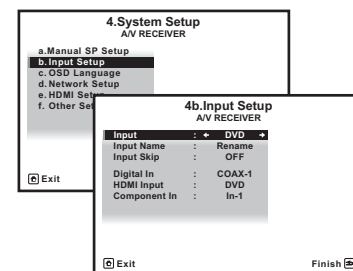 4.System Setup
A/V RECEIVER
a.Manual SP Setup
b.Input Setup
c.OSD Language
d.Network Setup
e.HDMI
f. Other
Exit
4b.Input Setup
A/V RECEIVER
Input : DVD
Input Name : Rename
Input Skip : OFF
Digital In : COAX-1
HDMI Input : DVD
Component In : In-1
Exit
Finish